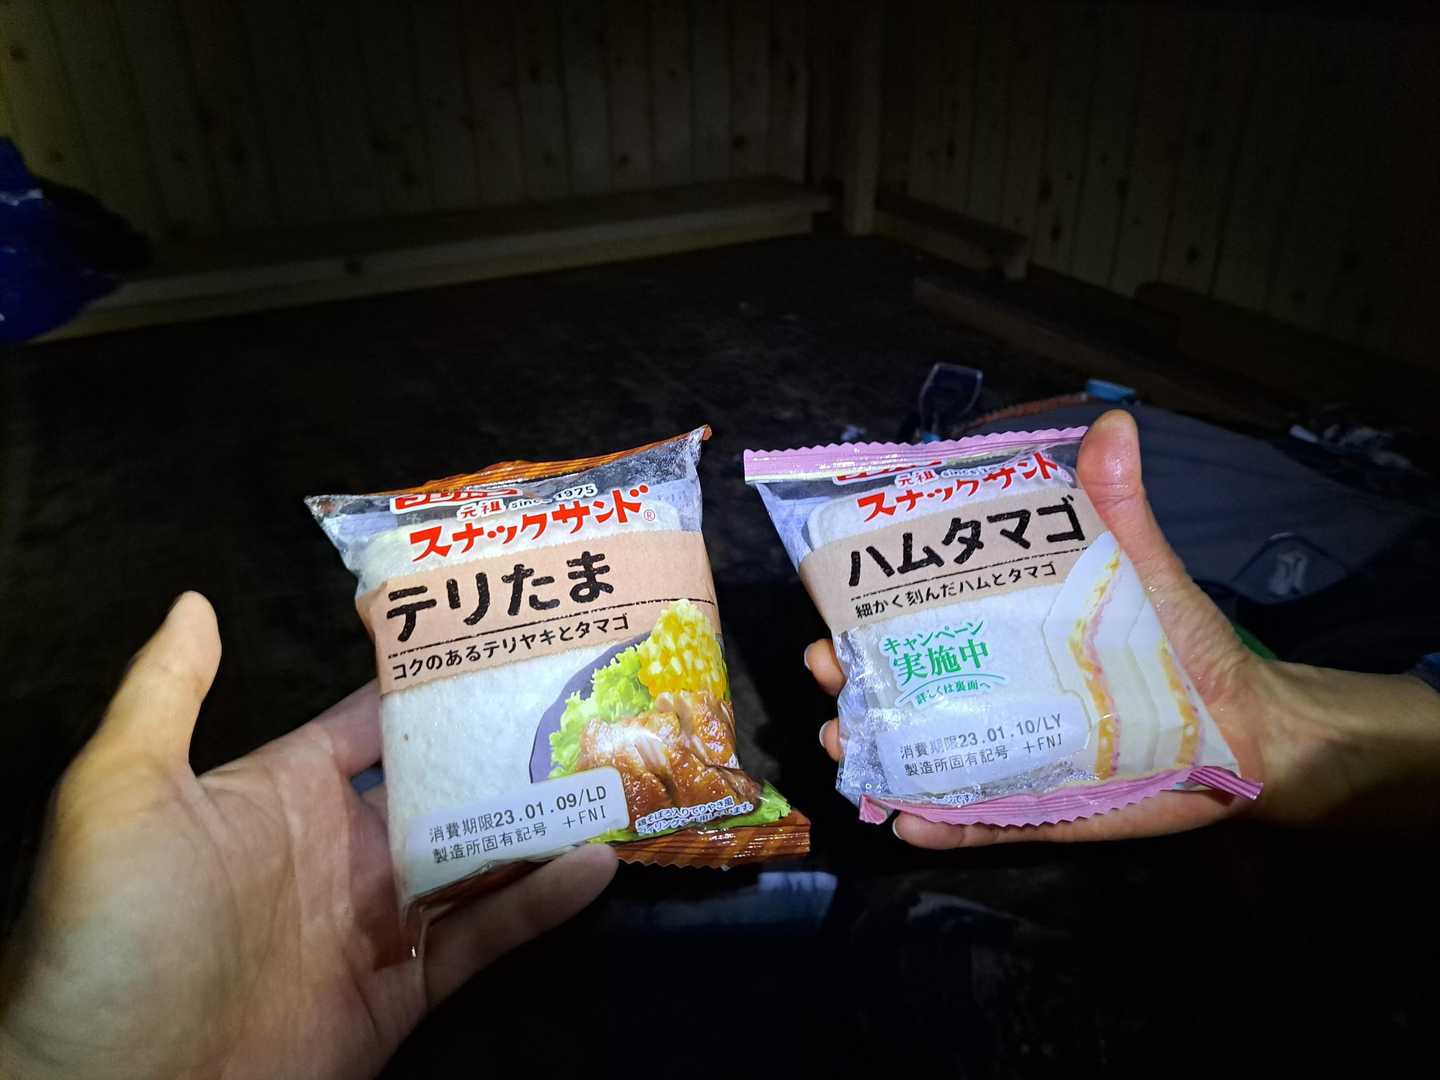 元祖 since 1975
スナックサンド®
テリたま
コクのあるテリヤキとタマゴ
消費期限23.01.09/LD
製造所固有記号 +FNI
元祖 since
スナックサンド
ハムタマゴ
細かく刻んだハムとタマゴ
キャンペーン
実施中
詳しくは裏面へ
消費期限23.01.10/LY
製造所固有記号 +FNI